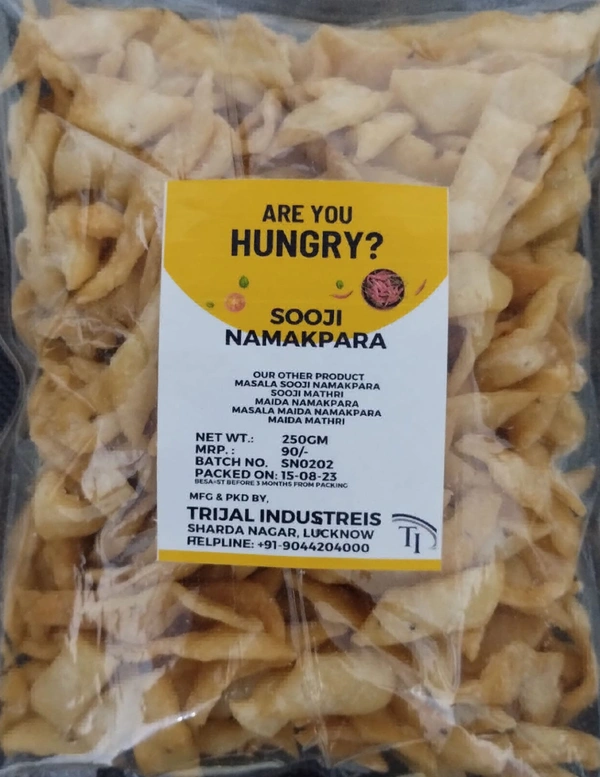 ARE YOU
HUNGRY?
SOOJI
NAMAKPARA
OUR OTHER PRODUCT
MASALA SOOJI NAMAKPARA
SOOJI MATHRI
MAIDA NAMAKPARA
MASALA MAIDA NAMAKPARA
MAIDA MATHRI
NET WT.: 250GM
MRP. : 90/-
BATCH NO. SN0202
PACKED ON: 15-08-23
BESA=ST BEFORE 3 MONTHS FROM PACKING
MFG & PKD BY,
TRIJAL INDUSTREIS
SHARDA NAGAR, LUCKNOW
HELPLINE: +91-9044204000
TI